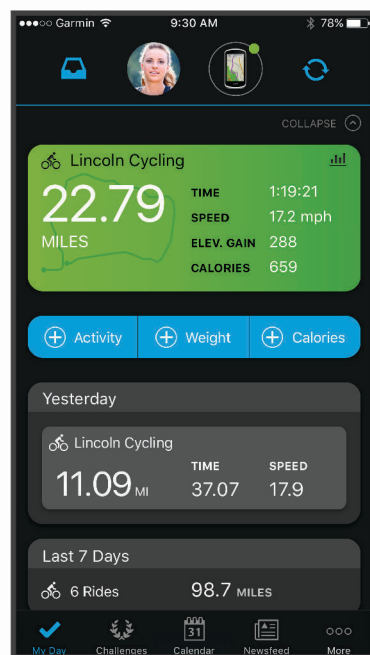 Garmin 9:30 AM 78%
COLLAPSE
Lincoln Cycling
22.79
MILES
TIME 1:19:21
SPEED 17.2 mph
ELEV. GAIN 288
CALORIES 659
Activity Weight Calories
Yesterday
Lincoln Cycling
11.09 MI
TIME SPEED
37.07 17.9
Last 7 Days
6 Rides 98.7 MILES
31
My Day Challenges Calendar Newsfeed More